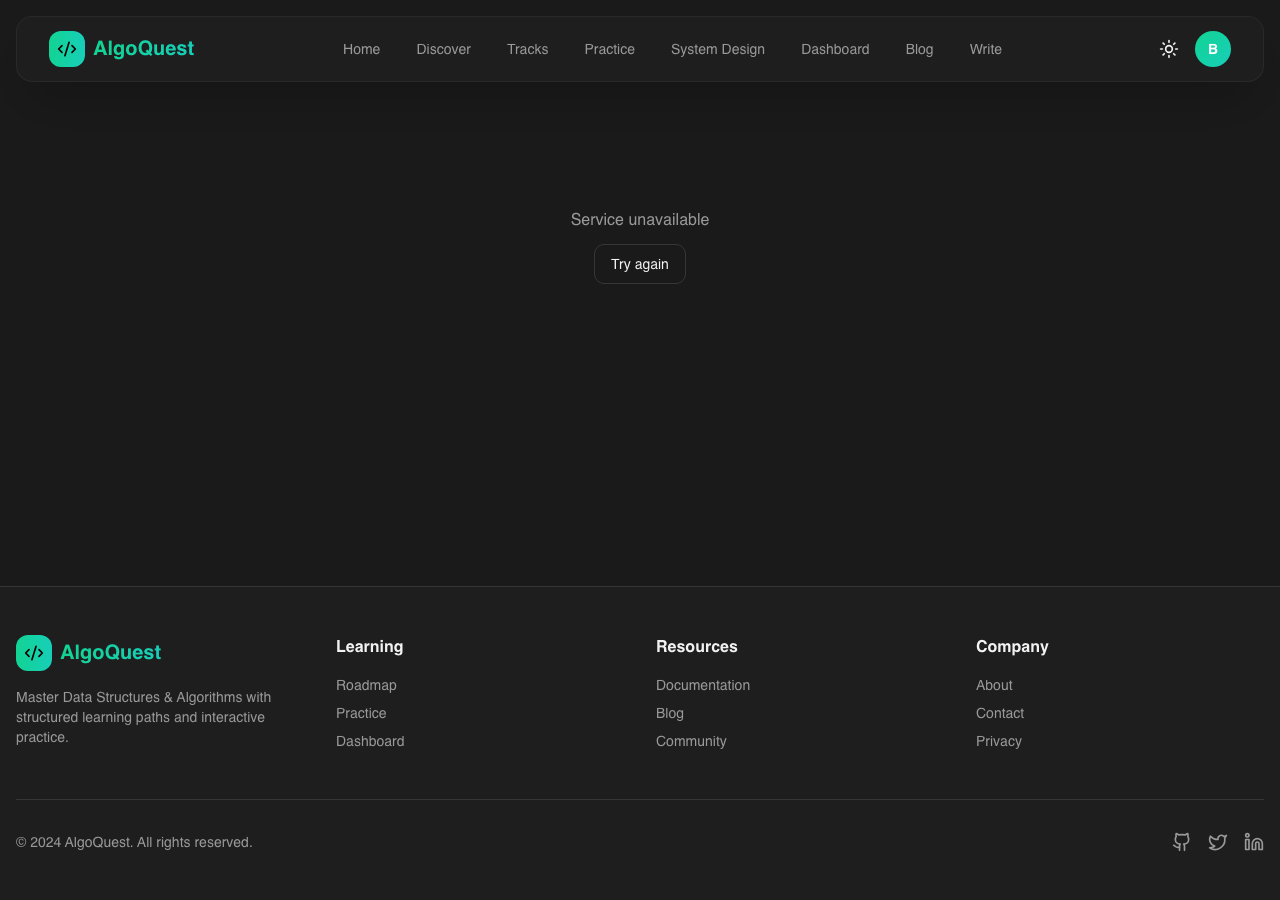 AlgoQuest
Home Discover Tracks Practice System Design Dashboard Blog Write
B
Service unavailable
Try again
AlgoQuest
Master Data Structures & Algorithms with
structured learning paths and interactive
practice.
Learning
Roadmap
Practice
Dashboard
Resources
Documentation
Blog
Community
Company
About
Contact
Privacy
© 2024 AlgoQuest. All rights reserved.